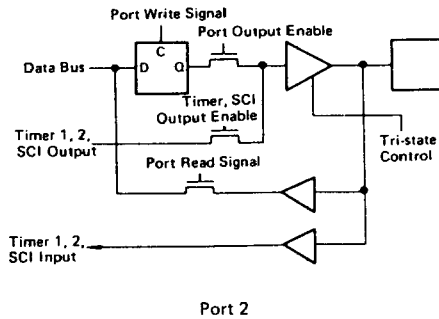 Port Write Signal
Port Output Enable
C
Data Bus
D
Q
Timer, SCI
Output Enable
Timer 1, 2,
SCI Output
Tri-state
Control
Port Read Signal
Timer 1, 2,
SCI Input
Port 2